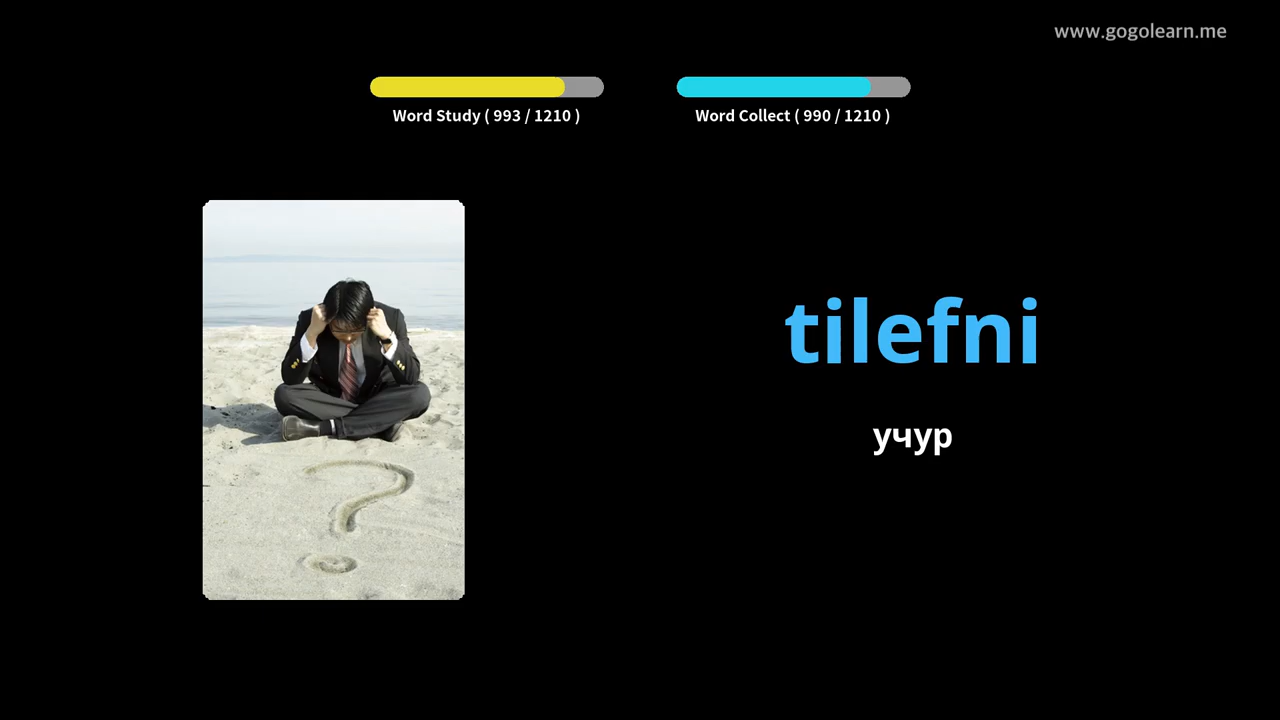 www.gogolearn.me
Word Study ( 993 / 1210 )
Word Collect ( 990 / 1210 )
tilefni
учур
?